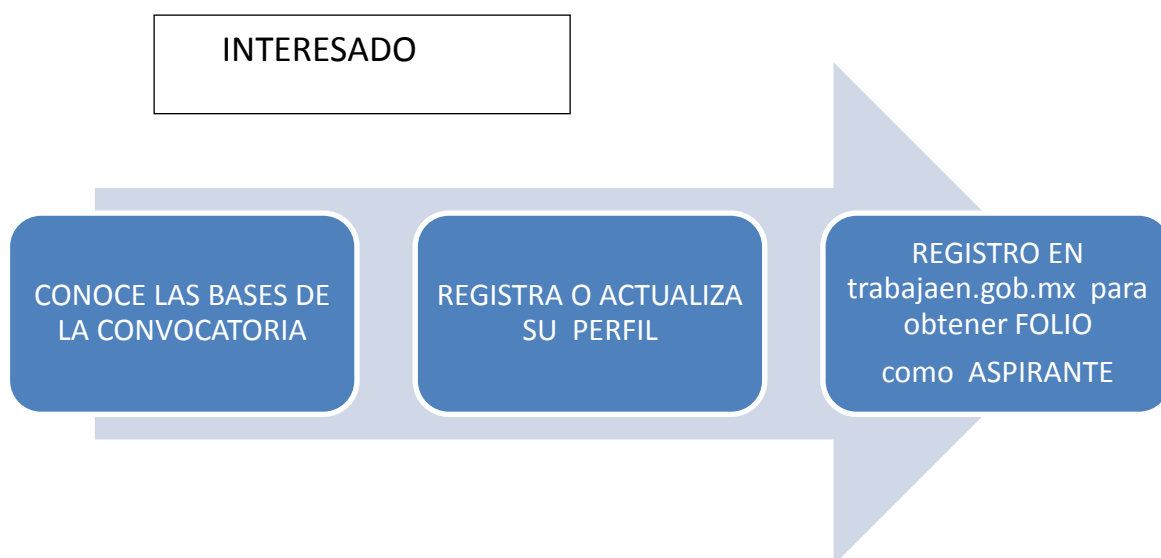 INTERESADO
CONOCE LAS BASES DE
LA CONVOCATORIA
REGISTRA O ACTUALIZA
SU PERFIL
REGISTRO EN
trabajaen.gob.mx para
obtener FOLIO
como ASPIRANTE